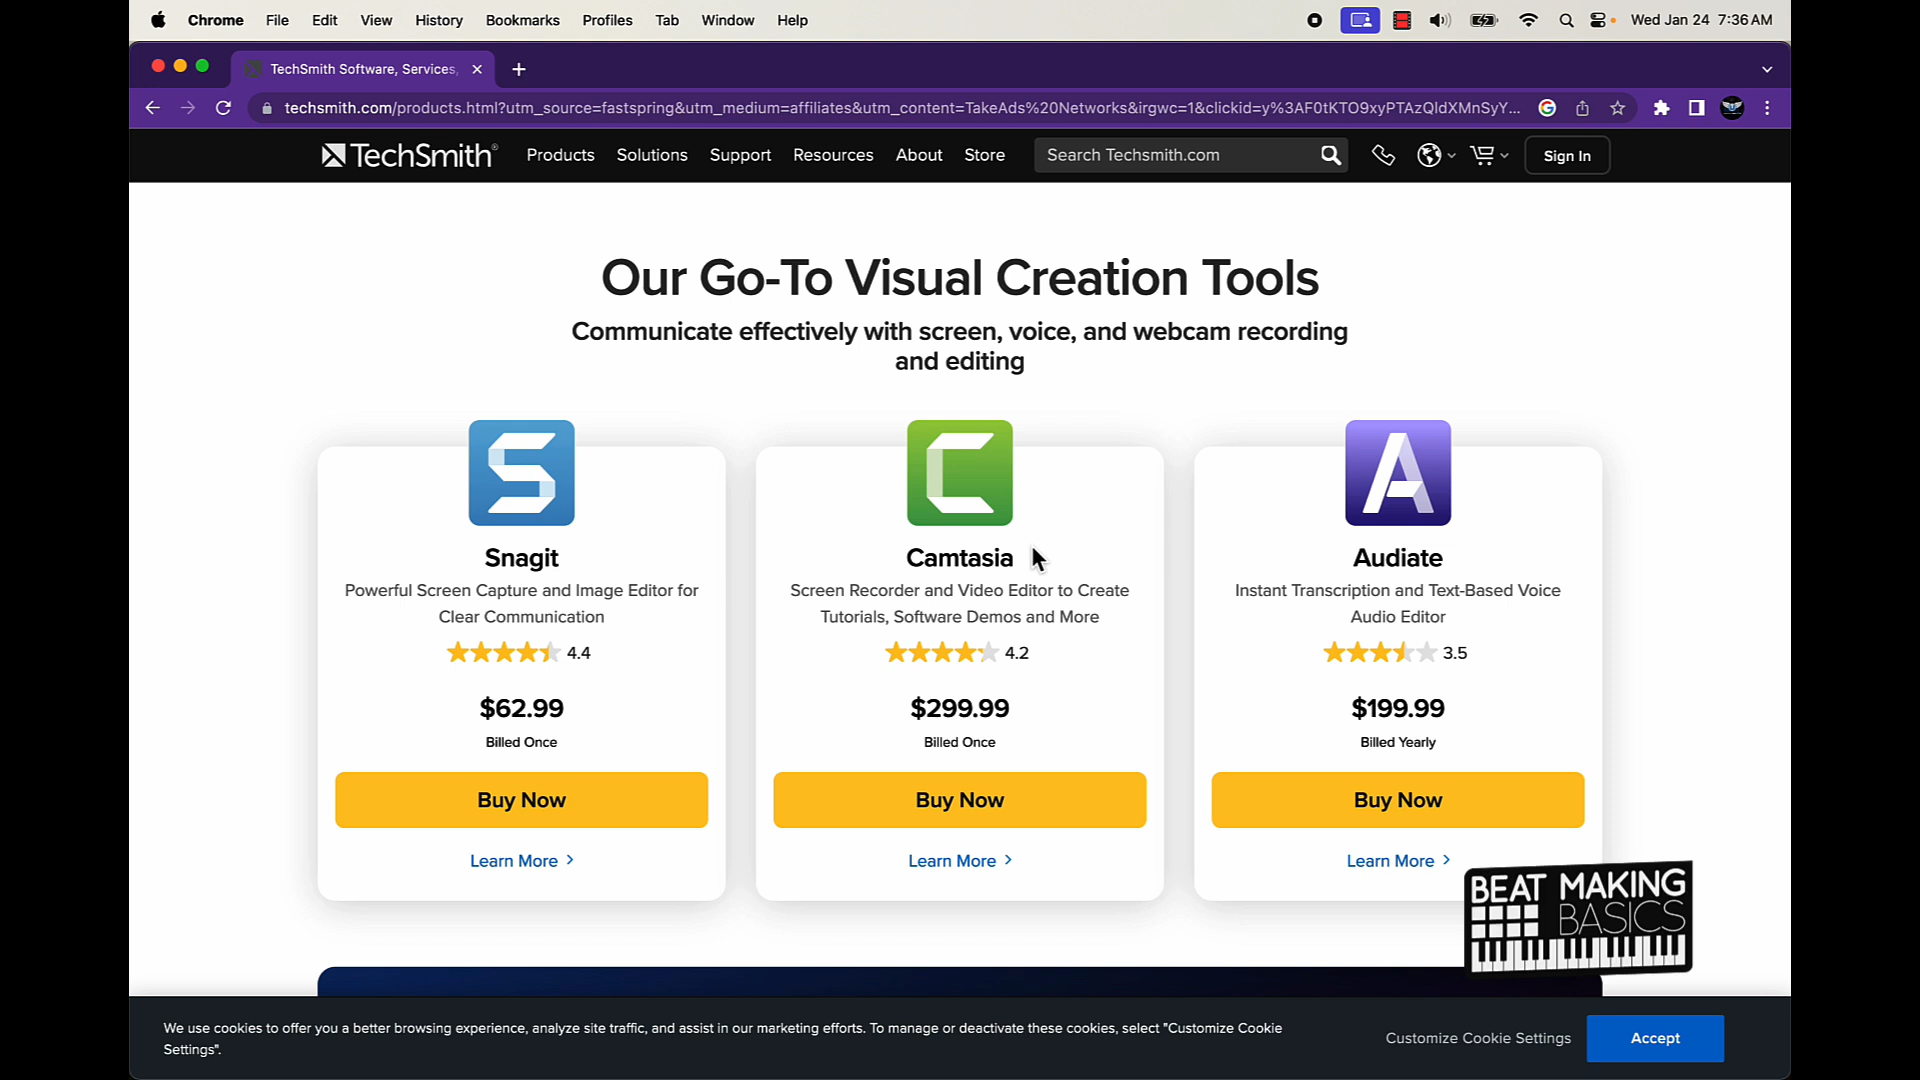 Chrome File Edit View History Bookmarks Profiles Tab Window Help Wed Jan 24 7:36 AM
TechSmith Software, Services,
techsmith.com/products.html?utm_source=fastspring&utm_medium=affiliates&utm_content=TakeAds%20Networks&irgwc=1&clickid=y%3AF0tKTO9xyPTAzQldXMnSyY...
TechSmith® Products Solutions Support Resources About Store Search Techsmith.com Sign In
Our Go-To Visual Creation Tools
Communicate effectively with screen, voice, and webcam recording
and editing
Snagit
Powerful Screen Capture and Image Editor for
Clear Communication
4.4
$62.99
Billed Once
Buy Now
Learn More
Camtasia
Screen Recorder and Video Editor to Create
Tutorials, Software Demos and More
4.2
$299.99
Billed Once
Buy Now
Learn More
Audiate
Instant Transcription and Text-Based Voice
Audio Editor
3.5
$199.99
Billed Yearly
Buy Now
Learn More
BEAT MAKING
BASICS
We use cookies to offer you a better browsing experience, analyze site traffic, and assist in our marketing efforts. To manage or deactivate these cookies, select "Customize Cookie
Settings".
Customize Cookie Settings
Accept